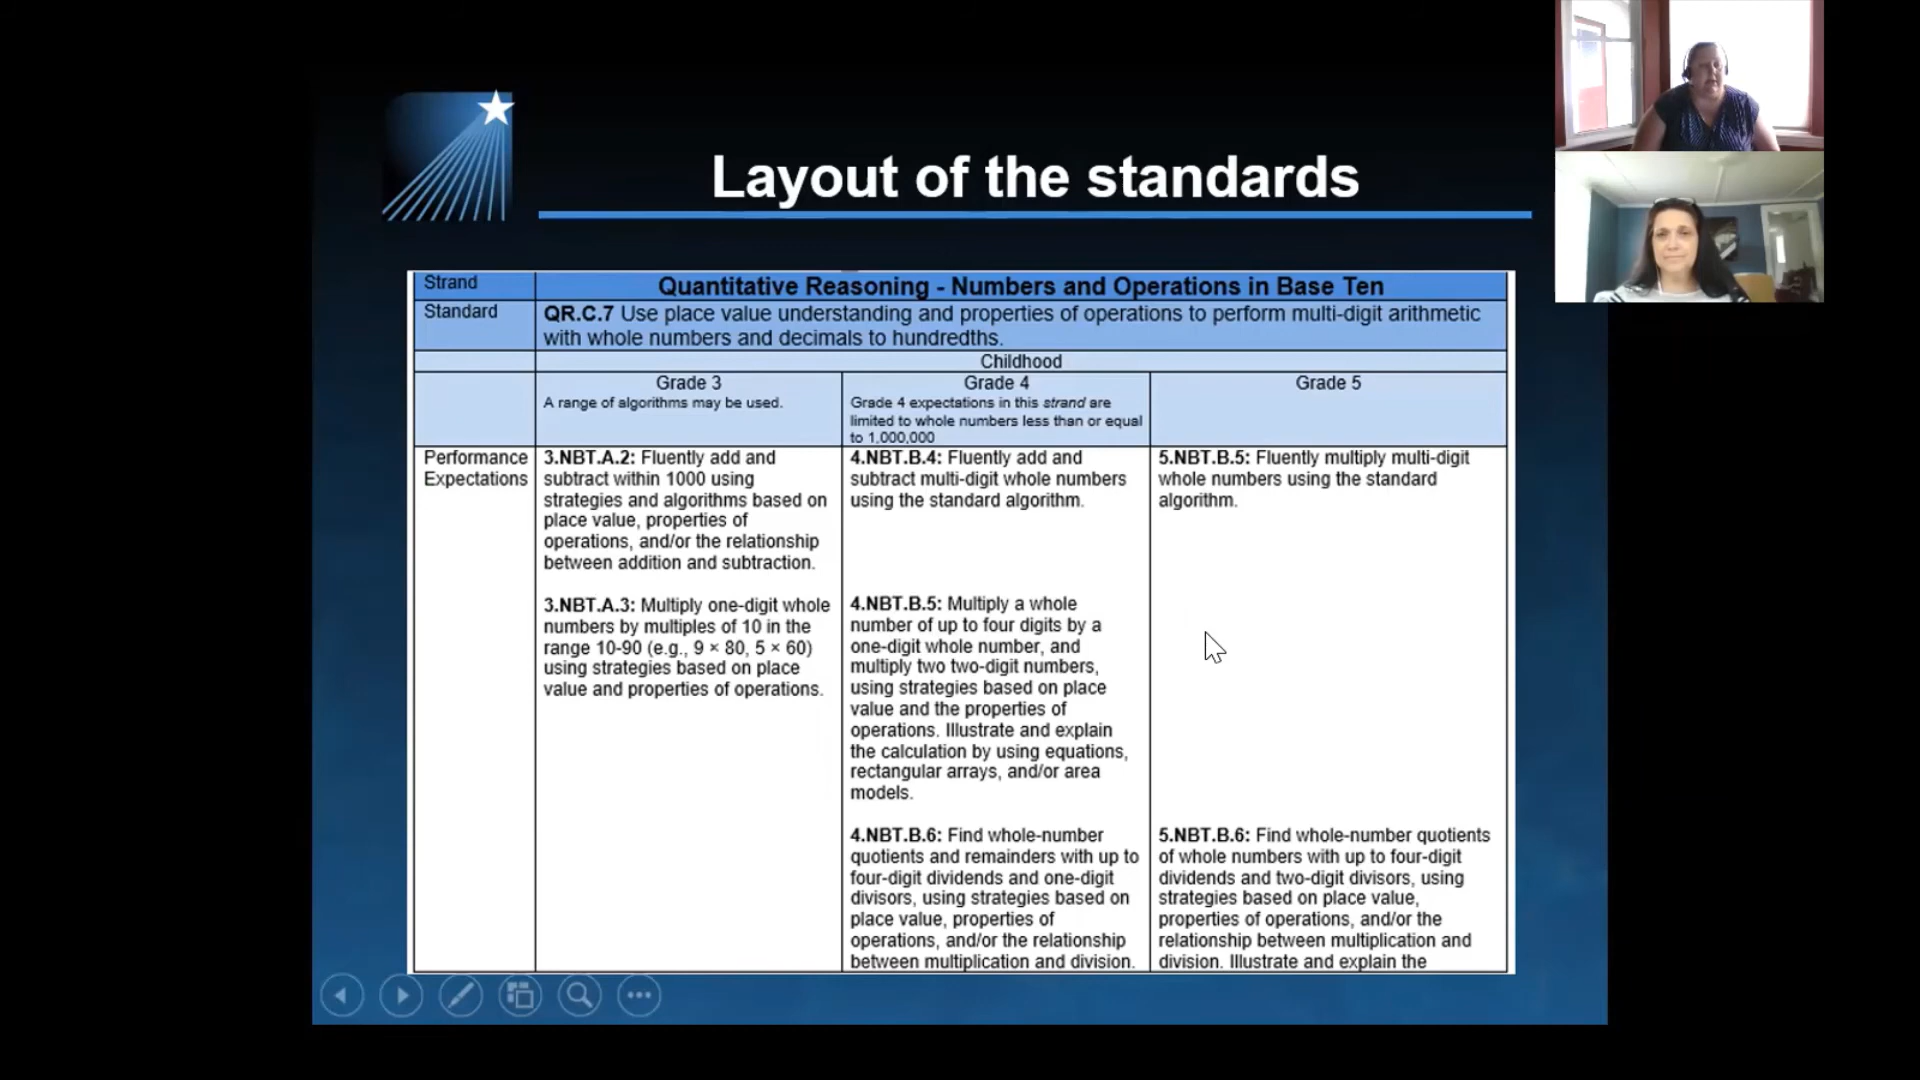 Layout of the standards
Strand
Quantitative Reasoning - Numbers and Operations in Base Ten
Standard
QR.C.7 Use place value understanding and properties of operations to perform multi-digit arithmetic
with whole numbers and decimals to hundredths.
Childhood
Grade 3
A range of algorithms may be used.
Grade 4
Grade 4 expectations in this strand are
limited to whole numbers less than or equal
to 1,000,000
Grade 5
Performance
Expectations
3.NBT.A.2: Fluently add and
subtract within 1000 using
strategies and algorithms based on
place value, properties of
operations, and/or the relationship
between addition and subtraction.
3.NBT.A.3: Multiply one-digit whole
numbers by multiples of 10 in the
range 10-90 (e.g., 9 × 80, 5 × 60)
using strategies based on place
value and properties of operations.
4.NBT.B.4: Fluently add and
subtract multi-digit whole numbers
using the standard algorithm.
4.NBT.B.5: Multiply a whole
number of up to four digits by a
one-digit whole number, and
multiply two two-digit numbers,
using strategies based on place
value and the properties of
operations. Illustrate and explain
the calculation by using equations,
rectangular arrays, and/or area
models.
4.NBT.B.6: Find whole-number
quotients and remainders with up to
four-digit dividends and one-digit
divisors, using strategies based on
place value, properties of
operations, and/or the relationship
between multiplication and division.
5.NBT.B.5: Fluently multiply multi-digit
whole numbers using the standard
algorithm.
5.NBT.B.6: Find whole-number quotients
of whole numbers with up to four-digit
dividends and two-digit divisors, using
strategies based on place value,
properties of operations, and/or the
relationship between multiplication and
division. Illustrate and explain the